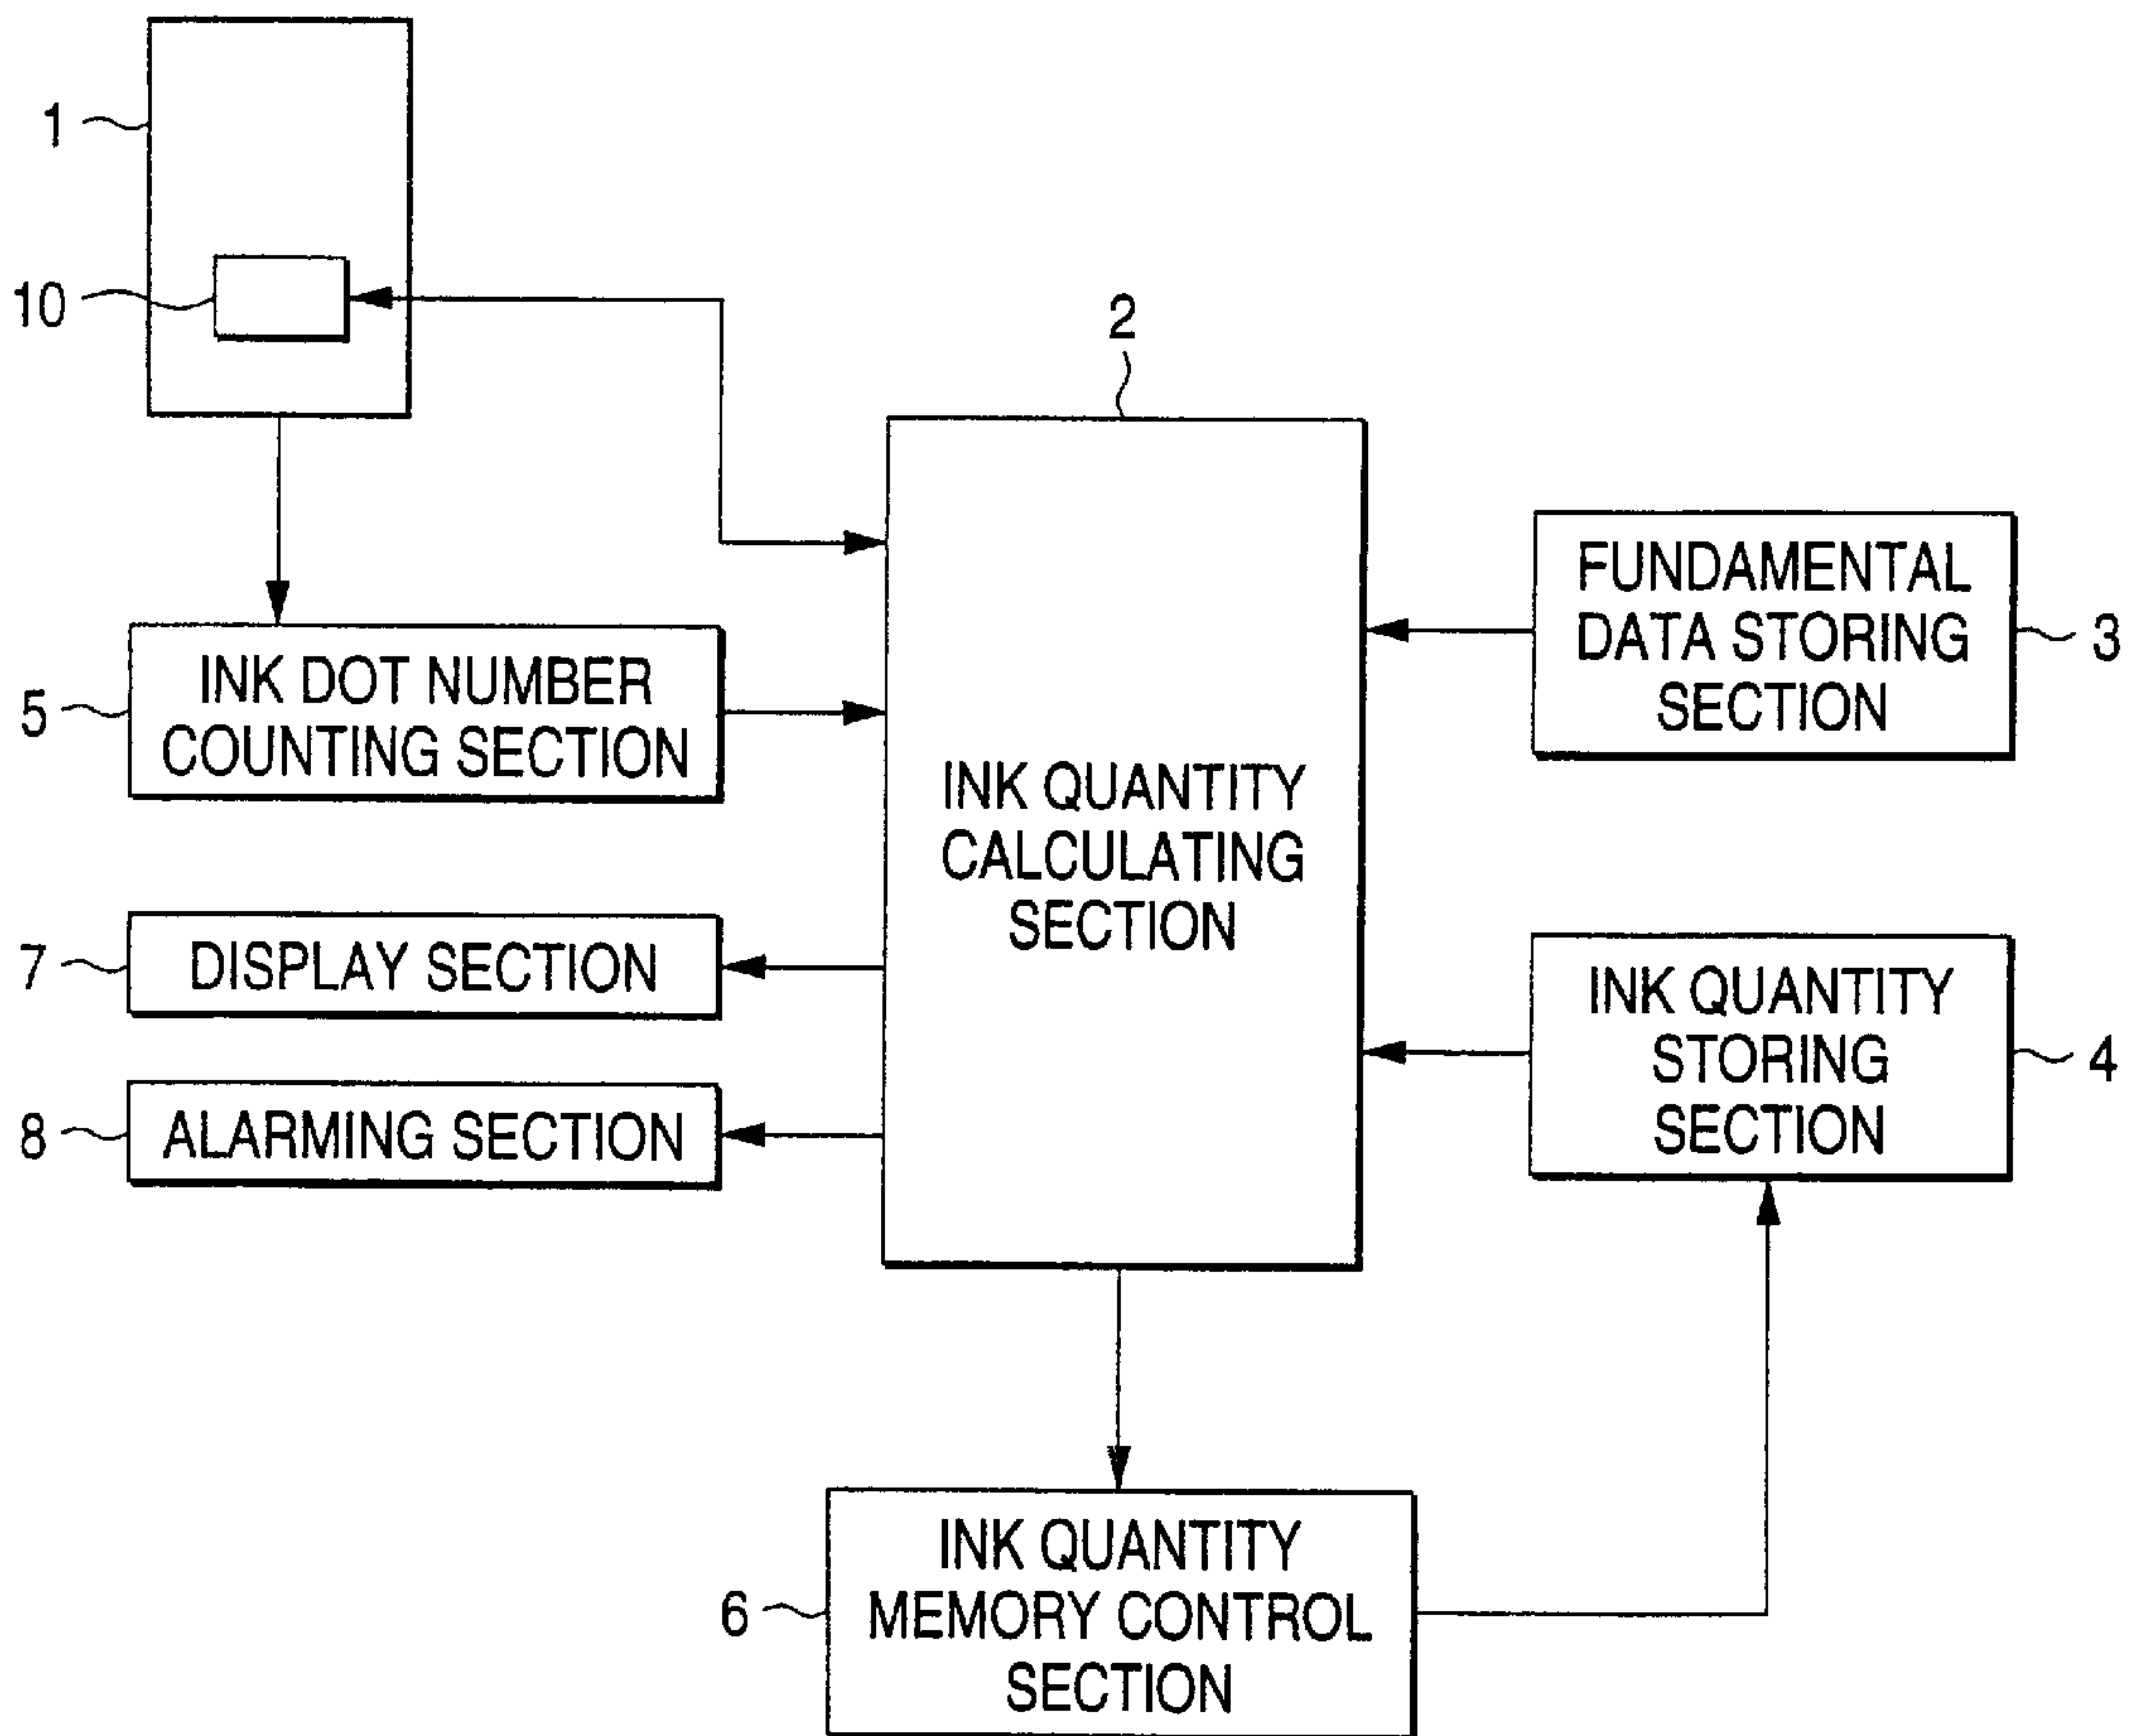 1
10
2
FUNDAMENTAL
DATA STORING
SECTION
3
INK DOT NUMBER
COUNTING SECTION
5
INK QUANTITY
CALCULATING
SECTION
7
DISPLAY SECTION
INK QUANTITY
STORING
SECTION
4
8
ALARMING SECTION
INK QUANTITY
MEMORY CONTROL
SECTION
6